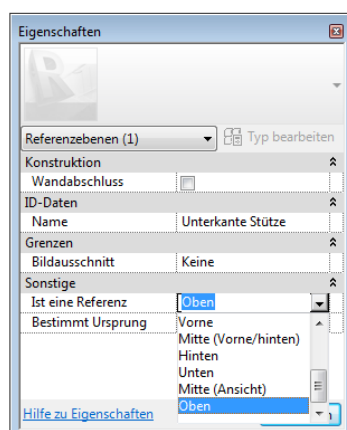 Eigenschaften
Referenzebenen (1) Typ bearbeiten
Konstruktion
Wandabschluss
ID-Daten
Name Unterkante Stütze
Grenzen
Bildausschnitt Keine
Sonstige
Ist eine Referenz Oben
Bestimmt Ursprung
Vorne
Mitte (Vorne/hinten)
Hinten
Unten
Mitte (Ansicht)
Oben
Hilfe zu Eigenschaften